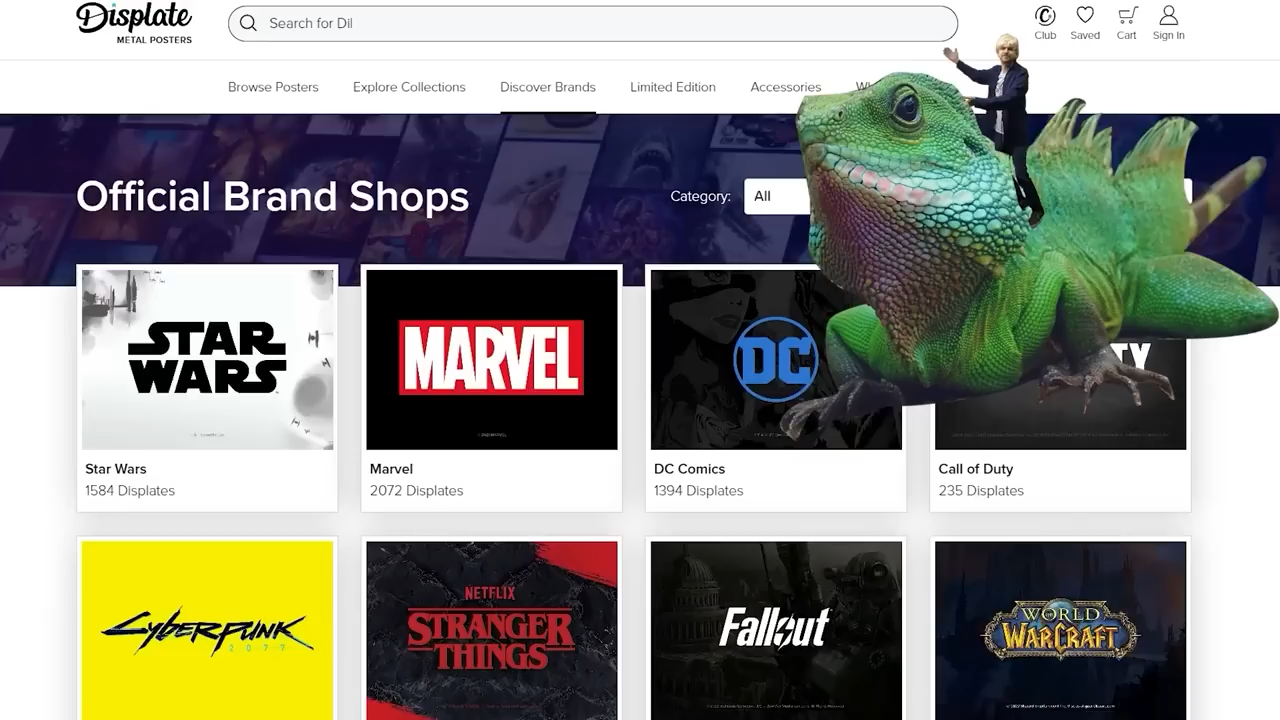 Displate
METAL POSTERS
Search for Dil
Club
Saved
Cart
Sign In
Browse Posters
Explore Collections
Discover Brands
Limited Edition
Accessories
Official Brand Shops
Category:
All
STAR
WARS
MARVEL
DC
TY
Star Wars
1584 Displates
Marvel
2072 Displates
DC Comics
1394 Displates
Call of Duty
235 Displates
Cyberpunk
2077
NETFLIX
STRANGER
THINGS
Fallout
WORLD
WARCRAFT